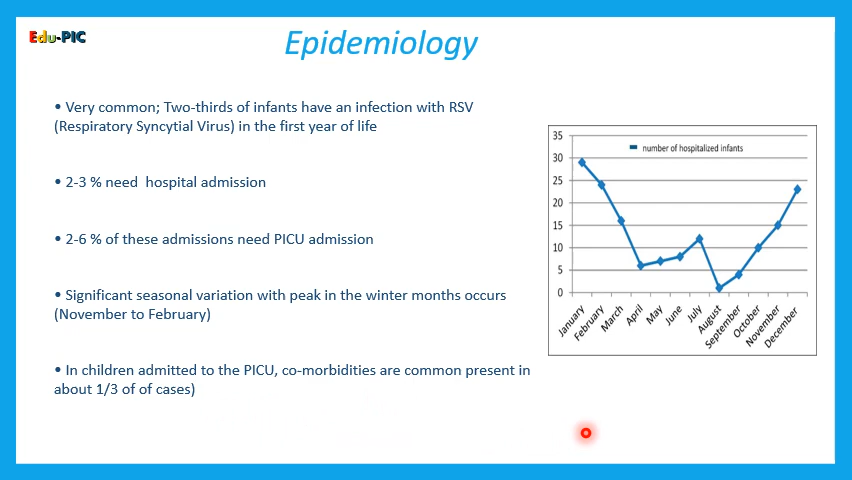 Edu-PIC
Epidemiology
• Very common; Two-thirds of infants have an infection with RSV
(Respiratory Syncytial Virus) in the first year of life
• 2-3 % need  hospital admission
• 2-6 % of these admissions need PICU admission
• Significant seasonal variation with peak in the winter months occurs
(November to February)
• In children admitted to the PICU, co-morbidities are common present in
about 1/3 of of cases)
number of hospitalized infants
35
30
25
20
15
10
5
0
January
February
March
April
May
June
July
August
September
October
November
December